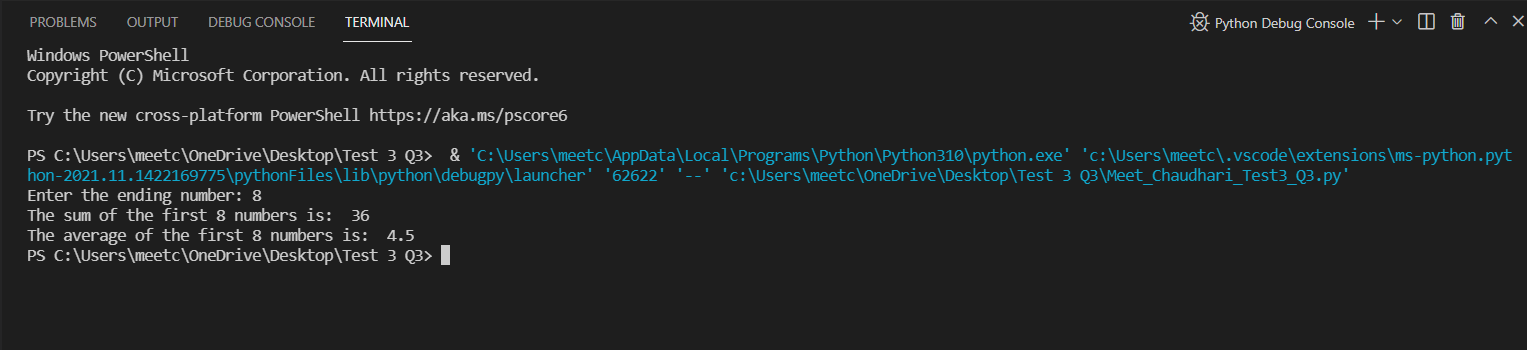 PROBLEMS OUTPUT DEBUG CONSOLE TERMINAL Python Debug Console
Windows PowerShell
Copyright (C) Microsoft Corporation. All rights reserved.
Try the new cross-platform PowerShell https://aka.ms/pscore6
PS C:\Users\meetc\OneDrive\Desktop\Test 3 Q3>  & 'C:\Users\meetc\AppData\Local\Programs\Python\Python310\python.exe' 'c:\Users\meetc\.vscode\extensions\ms-python.pyt
hon-2021.11.1422169775\pythonFiles\lib\python\debugpy\launcher' '62622' '--' 'c:\Users\meetc\OneDrive\Desktop\Test 3 Q3\Meet_Chaudhari_Test3_Q3.py'
Enter the ending number: 8
The sum of the first 8 numbers is:  36
The average of the first 8 numbers is:  4.5
PS C:\Users\meetc\OneDrive\Desktop\Test 3 Q3>